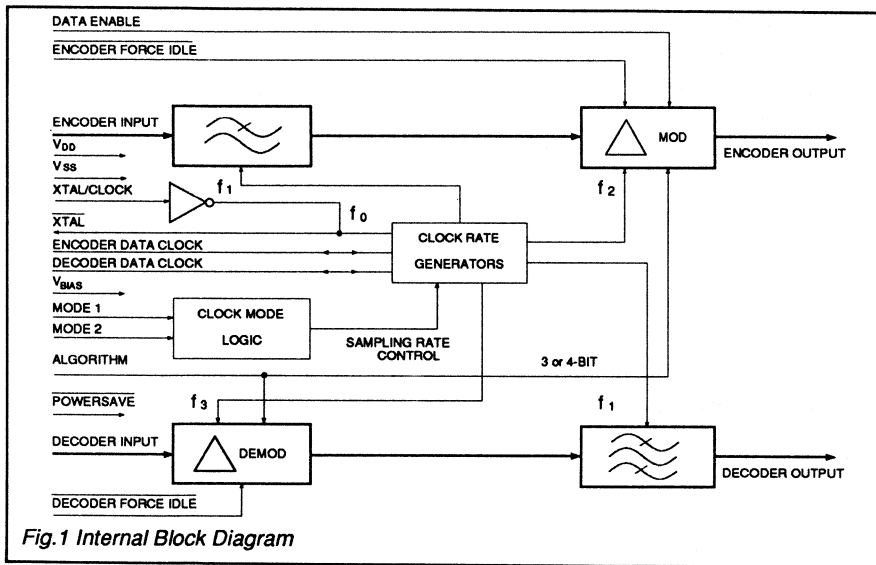 DATA ENABLE
ENCODER FORCE IDLE
ENCODER INPUT
VDD
VSS
XTAL/CLOCK
XTAL
ENCODER DATA CLOCK
DECODER DATA CLOCK
VBIAS
MODE 1
MODE 2
ALGORITHM
POWERSAVE
DECODER INPUT
DECODER FORCE IDLE
f1
f0
CLOCK RATE
GENERATORS
CLOCK MODE
LOGIC
SAMPLING RATE
CONTROL
f2
MOD
ENCODER OUTPUT
3 or 4-BIT
f3
DEMOD
f1
DECODER OUTPUT
Fig.1 Internal Block Diagram